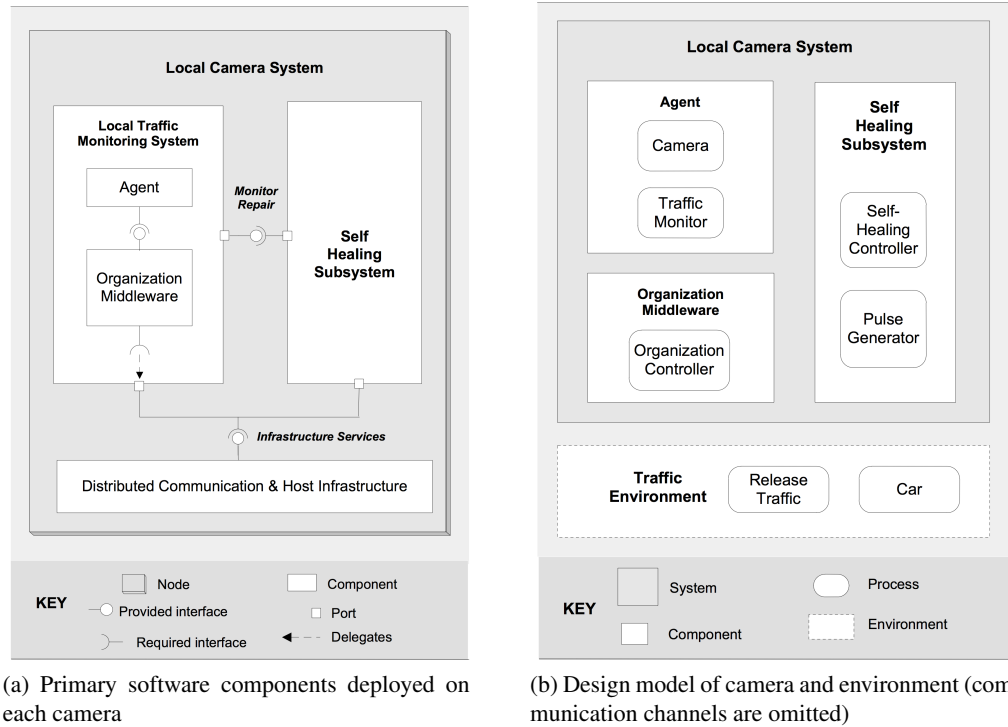 Local Camera System
Local Traffic
Monitoring System
Agent
Organization
Middleware
Monitor
Repair
Self
Healing
Subsystem
Infrastructure Services
Distributed Communication & Host Infrastructure
KEY
Node
Component
Provided interface
Port
Required interface
Delegates
(a) Primary software components deployed on
each camera
Local Camera System
Agent
Camera
Traffic
Monitor
Organization
Middleware
Organization
Controller
Self
Healing
Subsystem
Self-
Healing
Controller
Pulse
Generator
Traffic
Environment
Release
Traffic
Car
KEY
System
Process
Component
Environment
(b) Design model of camera and environment (com
munication channels are omitted)